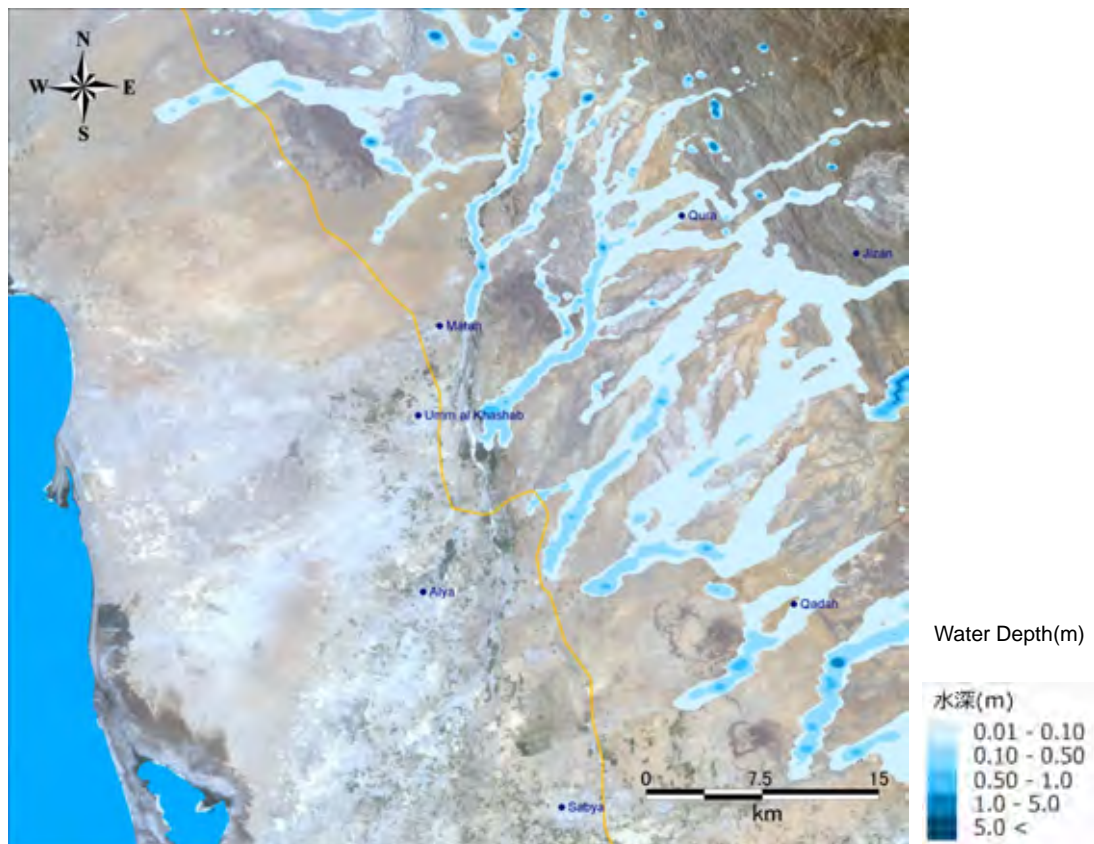 N
W E
S
Qura
Jizan
Matan
Umm al Khashab
Alya
Qadah
Sabya
0 7.5 15
km
Water Depth(m)
水深(m)
0.01 - 0.10
0.10 - 0.50
0.50 - 1.0
1.0 - 5.0
5.0 <